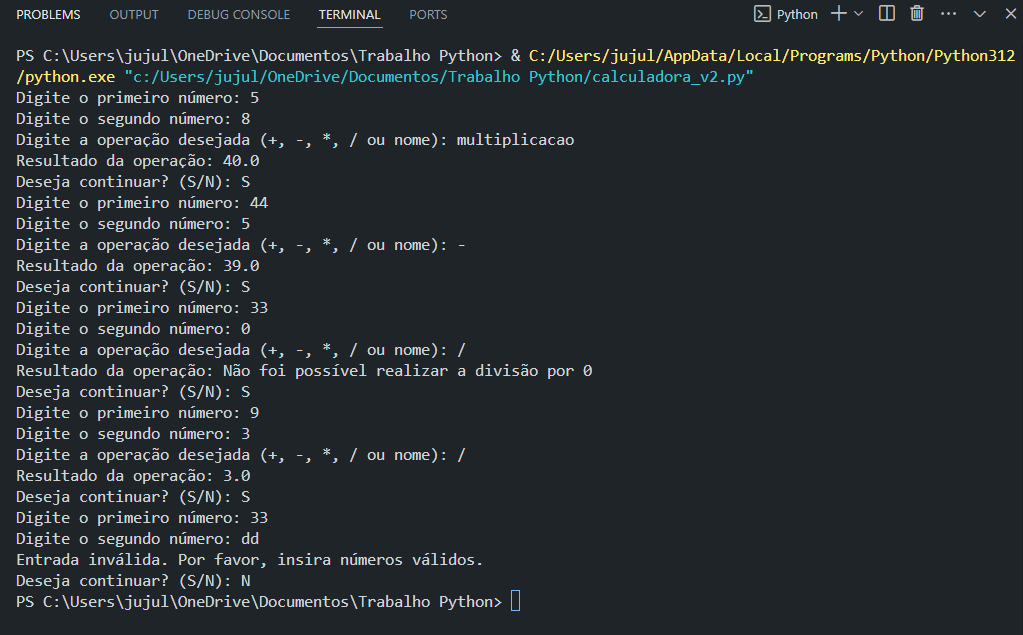 PROBLEMS OUTPUT DEBUG CONSOLE TERMINAL PORTS Python
PS C:\Users\jujul\OneDrive\Documentos\Trabalho Python> & C:/Users/jujul/AppData/Local/Programs/Python/Python312
/python.exe "c:/Users/jujul/OneDrive/Documentos/Trabalho Python/calculadora_v2.py"
Digite o primeiro número: 5
Digite o segundo número: 8
Digite a operação desejada (+, -, *, / ou nome): multiplicacao
Resultado da operação: 40.0
Deseja continuar? (S/N): S
Digite o primeiro número: 44
Digite o segundo número: 5
Digite a operação desejada (+, -, *, / ou nome): -
Resultado da operação: 39.0
Deseja continuar? (S/N): S
Digite o primeiro número: 33
Digite o segundo número: 0
Digite a operação desejada (+, -, *, / ou nome): /
Resultado da operação: Não foi possível realizar a divisão por 0
Deseja continuar? (S/N): S
Digite o primeiro número: 9
Digite o segundo número: 3
Digite a operação desejada (+, -, *, / ou nome): /
Resultado da operação: 3.0
Deseja continuar? (S/N): S
Digite o primeiro número: 33
Digite o segundo número: dd
Entrada inválida. Por favor, insira números válidos.
Deseja continuar? (S/N): N
PS C:\Users\jujul\OneDrive\Documentos\Trabalho Python>